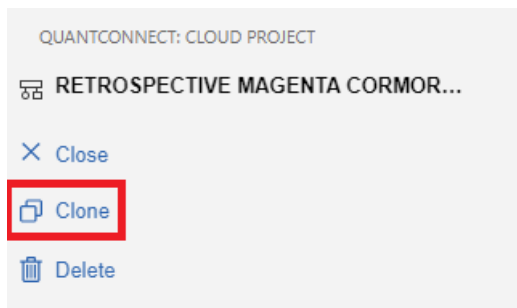 QUANTCONNECT: CLOUD PROJECT
RETROSPECTIVE MAGENTA CORMOR...
Close
Clone
Delete